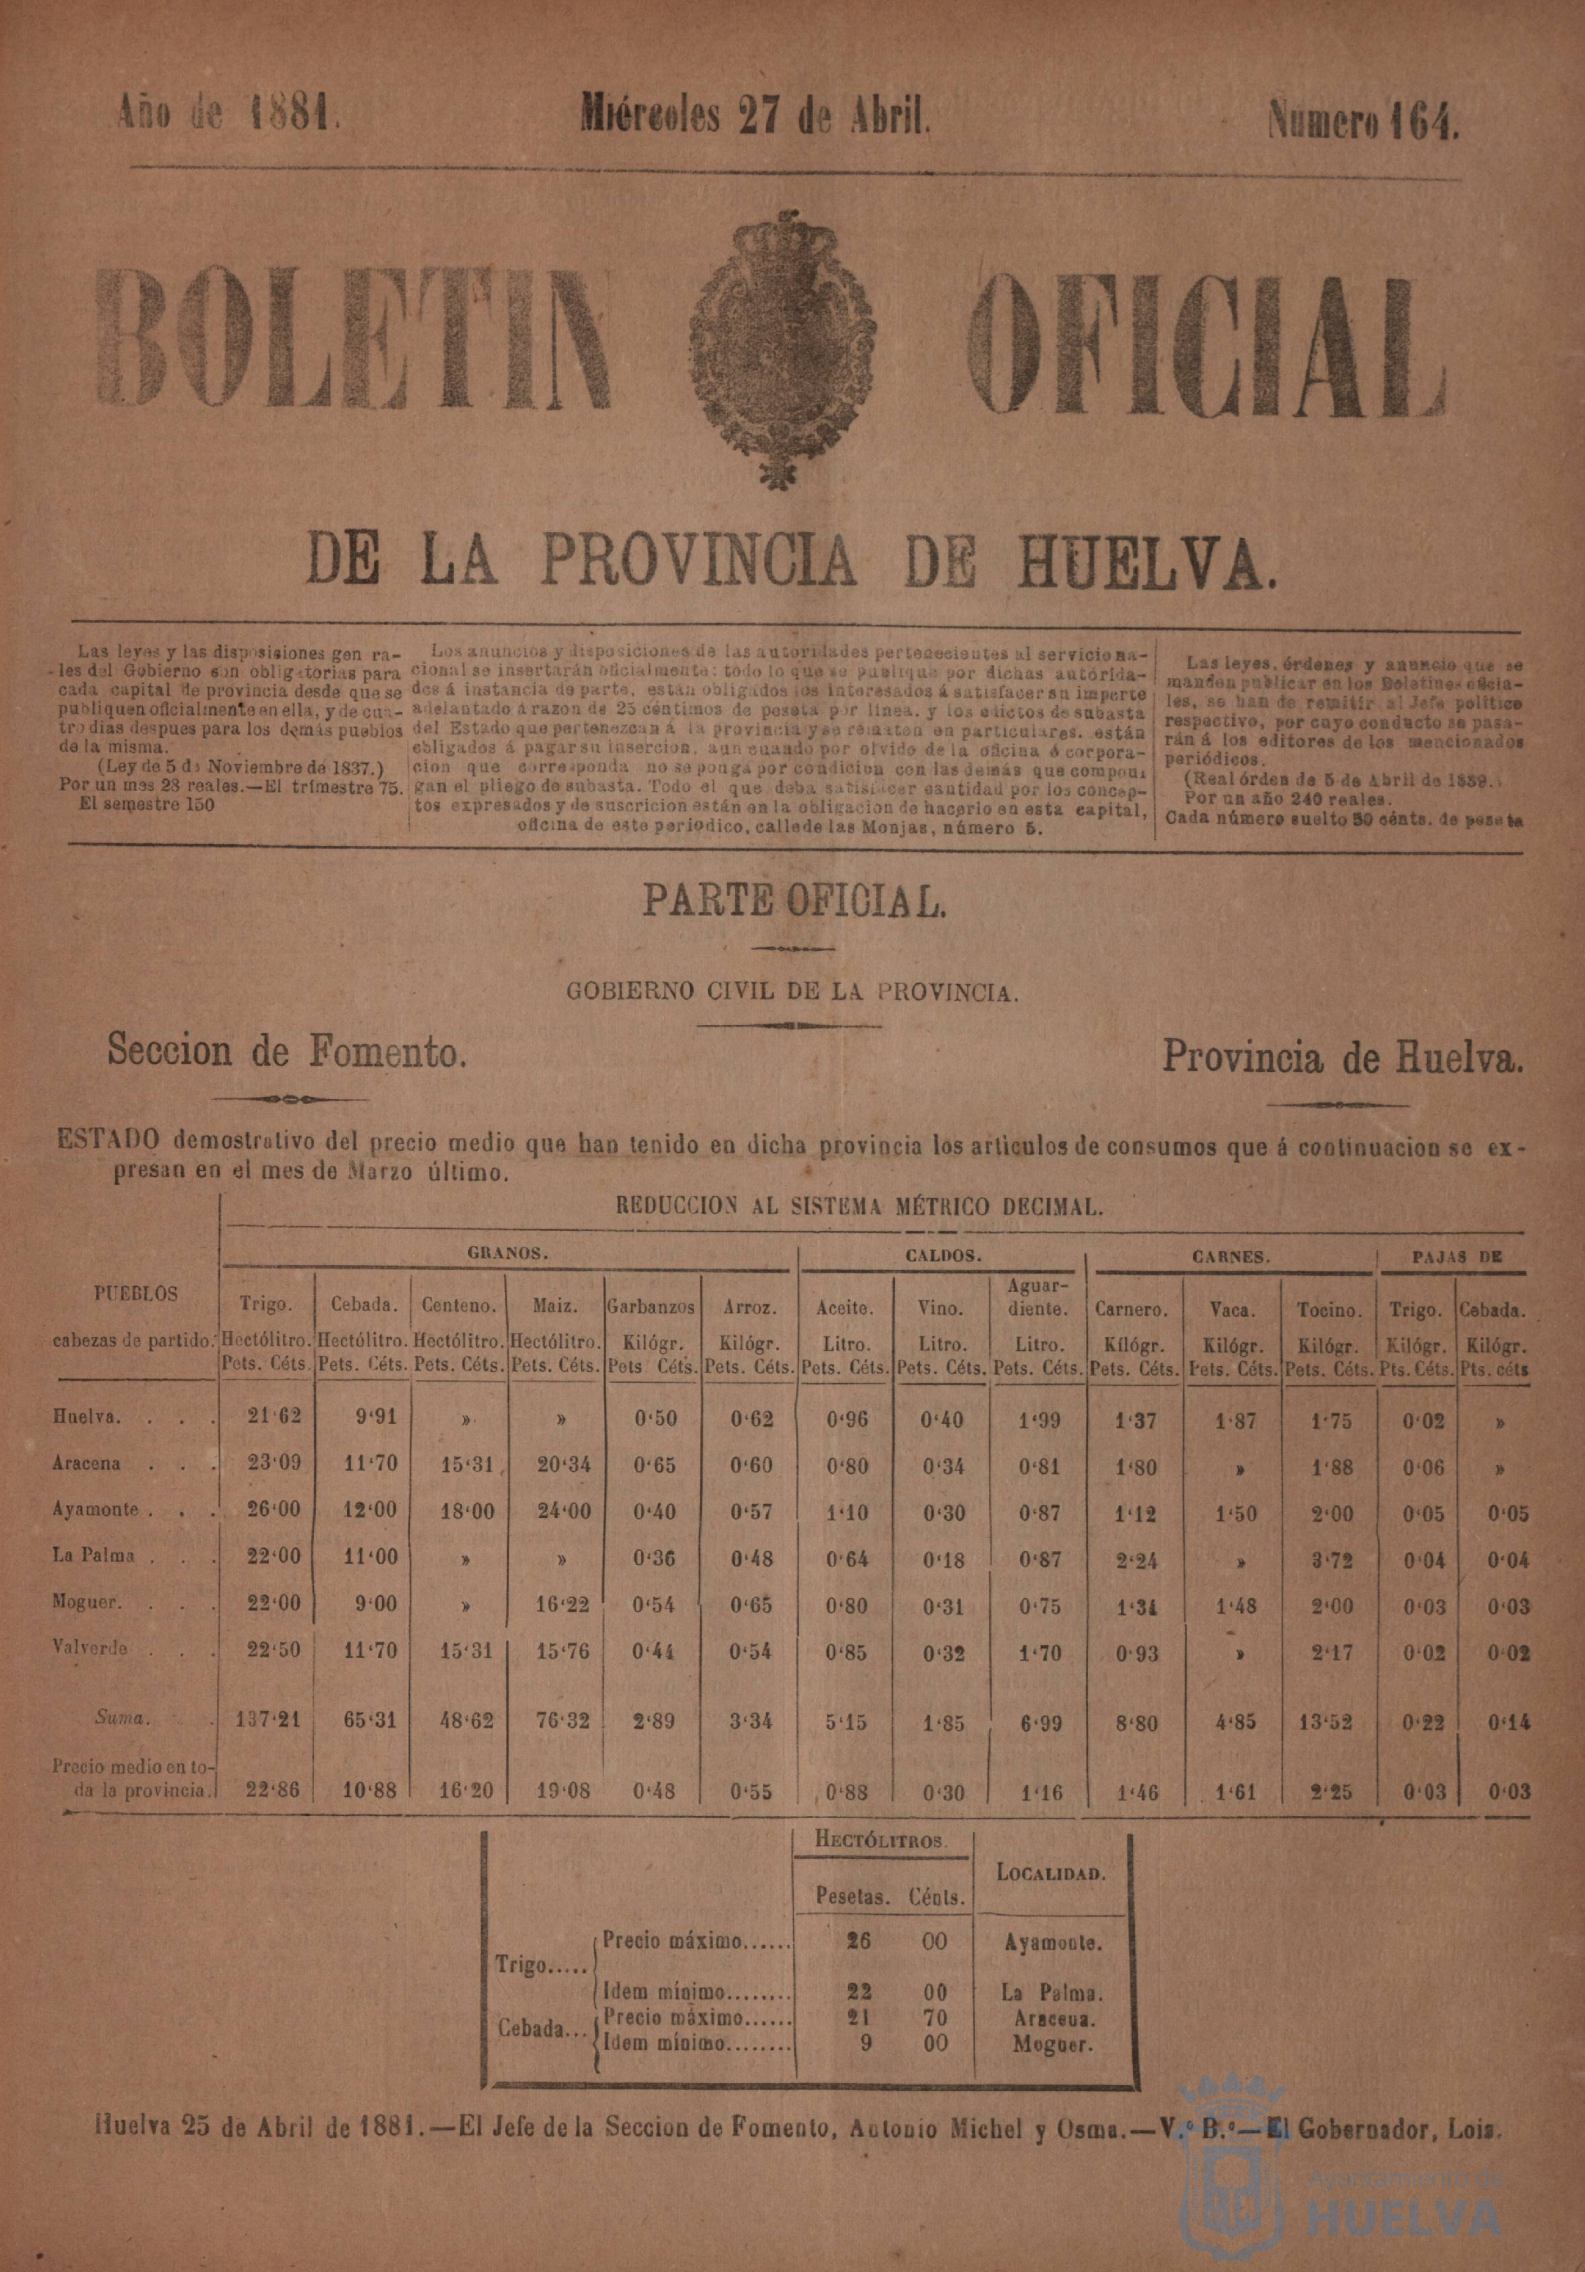 Año de 1881. Miércoles 27 de Abril. Numero 164.
BOLETIN OFICIAL
DE LA PROVINCIA DE HUELVA.
Las leyes y las disposisiones gen ra-
les del Gobierno son obligatorias para
cada capital de provincia desde que se
publiquen oficialmente en ella, y de cua-
tro dias despues para los demás pueblos
de la misma.
(Ley de 5 de Noviembre de 1837.)
Por un mes 28 reales.—El trimestre 75.
El semestre 150
Los anuncios y disposiciones de las autoridades pertenecientes al servicio na-
cional se insertarán oficialmente: todo lo que se publique por dichas autorida-
des á instancia de parte, están obligados los interesados á satisfacer su importe
adelantado á razon de 25 céntimos de peseta por linea. y los edictos de subasta
del Estado que pertenezcan á la provincia y se rematen en particulares. están
obligados á pagar su insercion, aun cuando por olvido de la oficina ó corpora-
cion que corresponda no se ponga por condicion con las demás que compon
gan el pliego de subasta. Todo el que deba satisfacer cantidad por los concep-
tos expresados y de suscricion están en la obligacion de hacerlo en esta capital,
oficina de este periodico, calle de las Monjas, número 5.
Las leyes, órdenes y anuncio que se
manden publicar en los Boletines oficia-
les, se han de remitir al Jefe politico
respectivo, por cuyo conducto se pasa-
rán á los editores de los mencionados
periódicos.
(Real órden de 5 de Abril de 1839.
Por un año 240 reales.
Cada número suelto 50 cénts. de peseta
PARTE OFICIAL.
GOBIERNO CIVIL DE LA PROVINCIA.
Seccion de Fomento. Provincia de Huelva.
ESTADO demostrativo del precio medio que han tenido en dicha provincia los articulos de consumos que á continuacion se ex-
presan en el mes de Marzo último.
REDUCCION AL SISTEMA MÉTRICO DECIMAL.
GRANOS. CALDOS. CARNES. PAJAS DE
PUEBLOS Trigo. Cebada. Centeno. Maiz. Garbanzos Arroz. Aceite. Vino. Aguar-
diente. Carnero. Vaca. Tocino. Trigo. Cebada.
cabezas de partido. Hectólitro. Hectólitro. Hectólitro. Hectólitro. Kilógr. Kilógr. Litro. Litro. Litro. Kilógr. Kilógr. Kilógr. Kilógr. Kilógr.
Pets. Céts. Pets. Céts. Pets. Céts. Pets. Céts. Pets Céts. Pets. Céts. Pets. Céts. Pets. Céts. Pets. Céts. Pets. Céts. Pets. Céts. Pets. Céts. Pts. Céts. Pts. céts
Huelva. . . . 21'62 9'91 » » 0'50 0'62 0'96 0'40 1'99 1'37 1'87 1'75 0'02 »
Aracena . . . 23'09 11'70 15'31 20'34 0'65 0'60 0'80 0'34 0'81 1'80 » 1'88 0'06 »
Ayamonte . . . 26'00 12'00 18'00 24'00 0'40 0'57 1'10 0'30 0'87 1'12 1'50 2'00 0'05 0'05
La Palma . . . 22'00 11'00 » » 0'36 0'48 0'64 0'18 0'87 2'24 » 3'72 0'04 0'04
Moguer. . . . 22'00 9'00 » 16'22 0'54 0'65 0'80 0'31 0'75 1'34 1'48 2'00 0'03 0'03
Valverde . . . 22'50 11'70 15'31 15'76 0'44 0'54 0'85 0'32 1'70 0'93 » 2'17 0'02 0'02
Suma. . . 137'21 65'31 48'62 76'32 2'89 3'34 5'15 1'85 6'99 8'80 4'85 13'52 0'22 0'14
Precio medio en to-
da la provincia. 22'86 10'88 16'20 19'08 0'48 0'55 0'88 0'30 1'16 1'46 1'61 2'25 0'03 0'03
HECTÓLITROS. LOCALIDAD.
Pesetas. Cénts.
Trigo..... Precio máximo...... 26 00 Ayamonte.
Idem mínimo........ 22 00 La Palma.
Cebada... Precio máximo...... 21 70 Aracena.
Idem mínimo........ 9 00 Moguer.
Huelva 25 de Abril de 1881.—El Jefe de la Seccion de Fomento, Antonio Michel y Osma.—V.º B.º—El Gobernador, Lois.
Ayuntamiento de
HUELVA